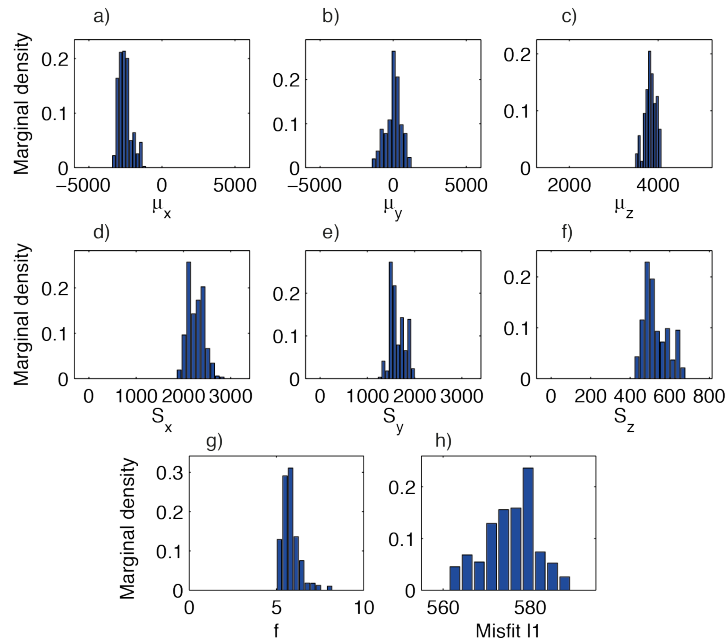 a) b) c)
Marginal density
0.2 0.2 0.2
0.1 0.1 0.1
0 0 0
−5000 0 5000 −5000 0 5000 2000 4000
μx μy μz
d) e) f)
Marginal density
0.2 0.2 0.2
0.1 0.1 0.1
0 0 0
0 1000 2000 3000 0 1000 2000 3000 0 200 400 600 800
Sx Sy Sz
g) h)
Marginal density
0.3
0.2 0.2
0.1 0.1
0 0
0 5 10 560 580
f Misfit l1